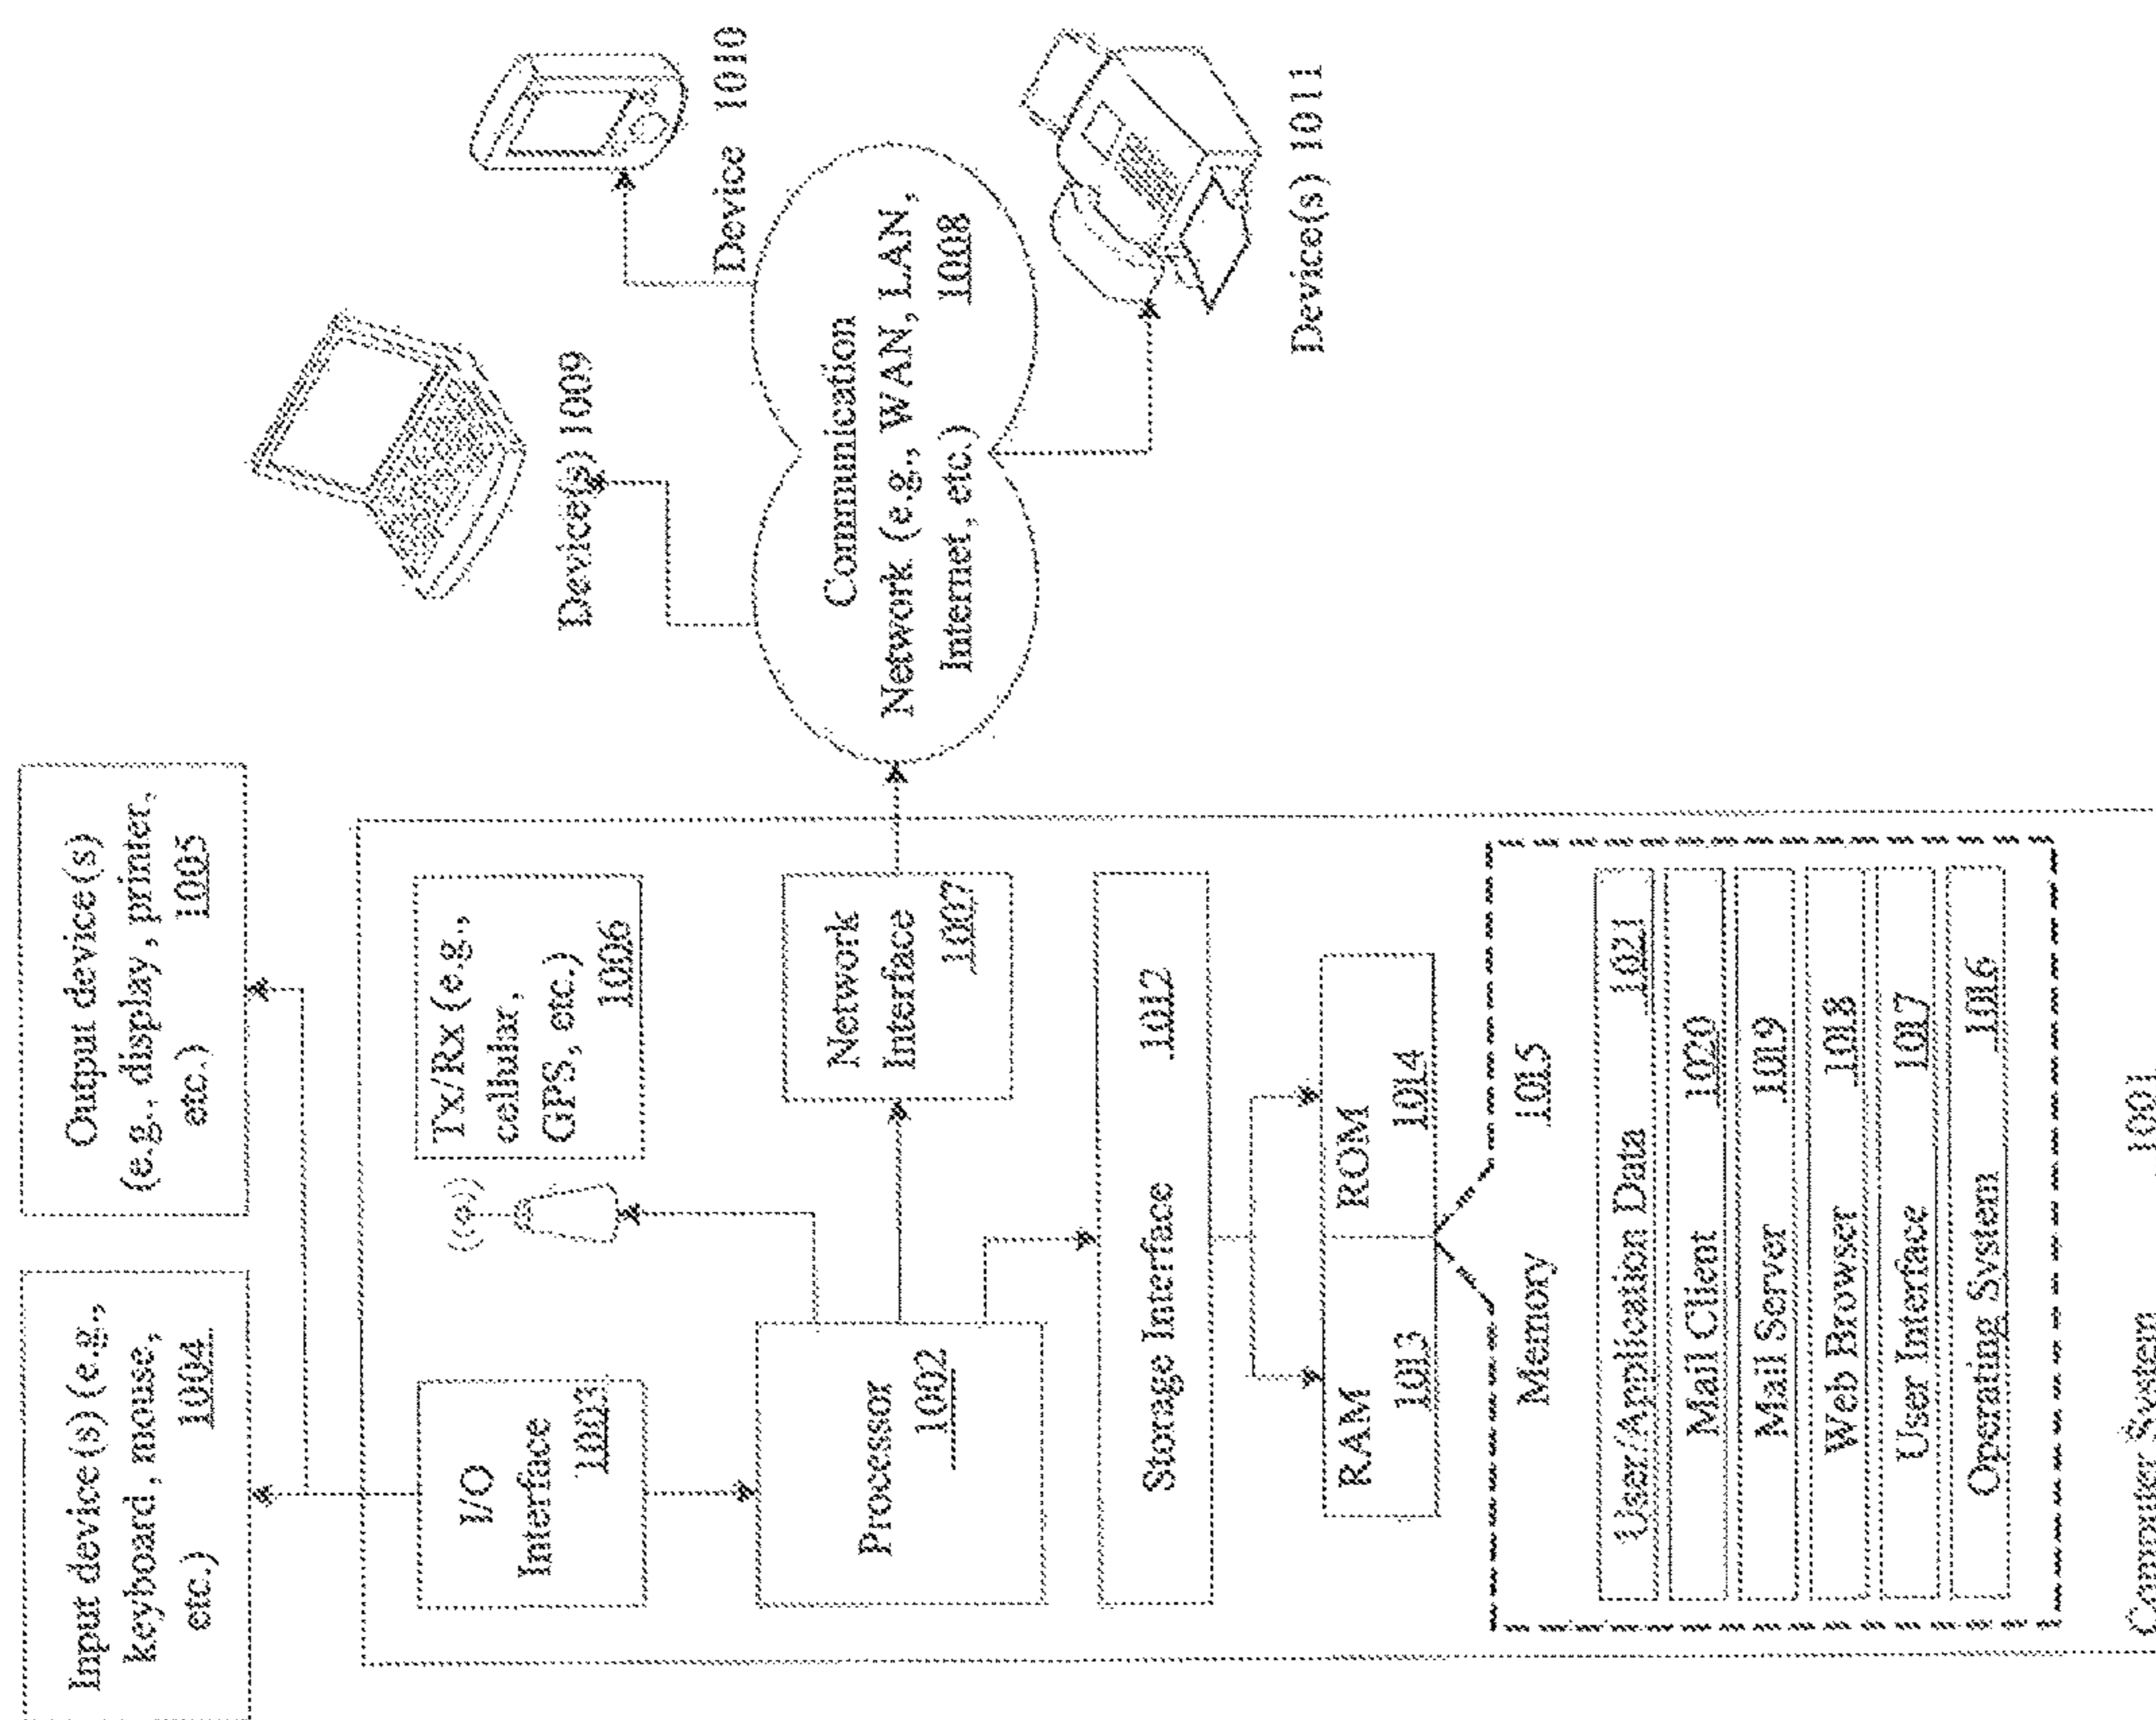 Input device(s) (e.g.,
keyboard, mouse,
etc.) 1004
Output device(s)
(e.g., display, printer,
etc.) 1005
I/O
Interface
1003
Tx/Rx (e.g.,
cellular,
GPS, etc.)
1006
Processor
1002
Network
Interface
1007
Communication
Network (e.g., WAN, LAN,
Internet, etc.) 1008
Device(s) 1009
Device 1010
Device(s) 1011
Storage Interface 1012
RAM
1013
ROM
1014
Memory 1015
User/Application Data 1021
Mail Client 1020
Mail Server 1019
Web Browser 1018
User Interface 1017
Operating System 1016
Computer System 1001